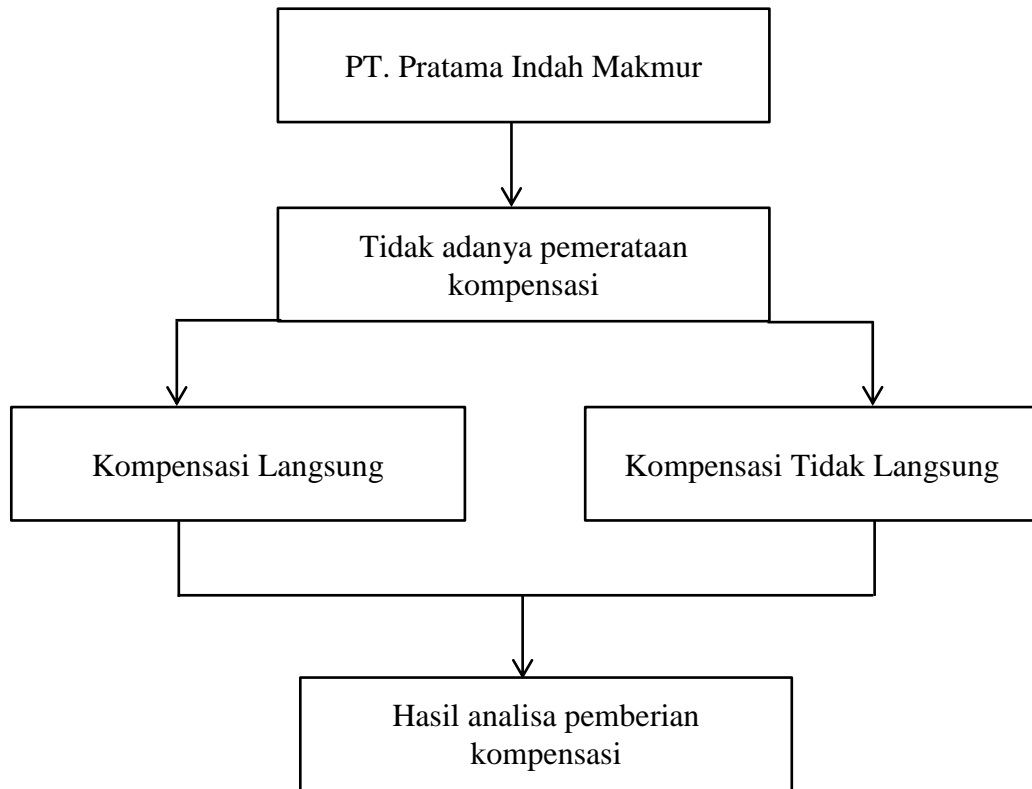 PT. Pratama Indah Makmur
Tidak adanya pemerataan
kompensasi
Kompensasi Langsung
Kompensasi Tidak Langsung
Hasil analisa pemberian
kompensasi